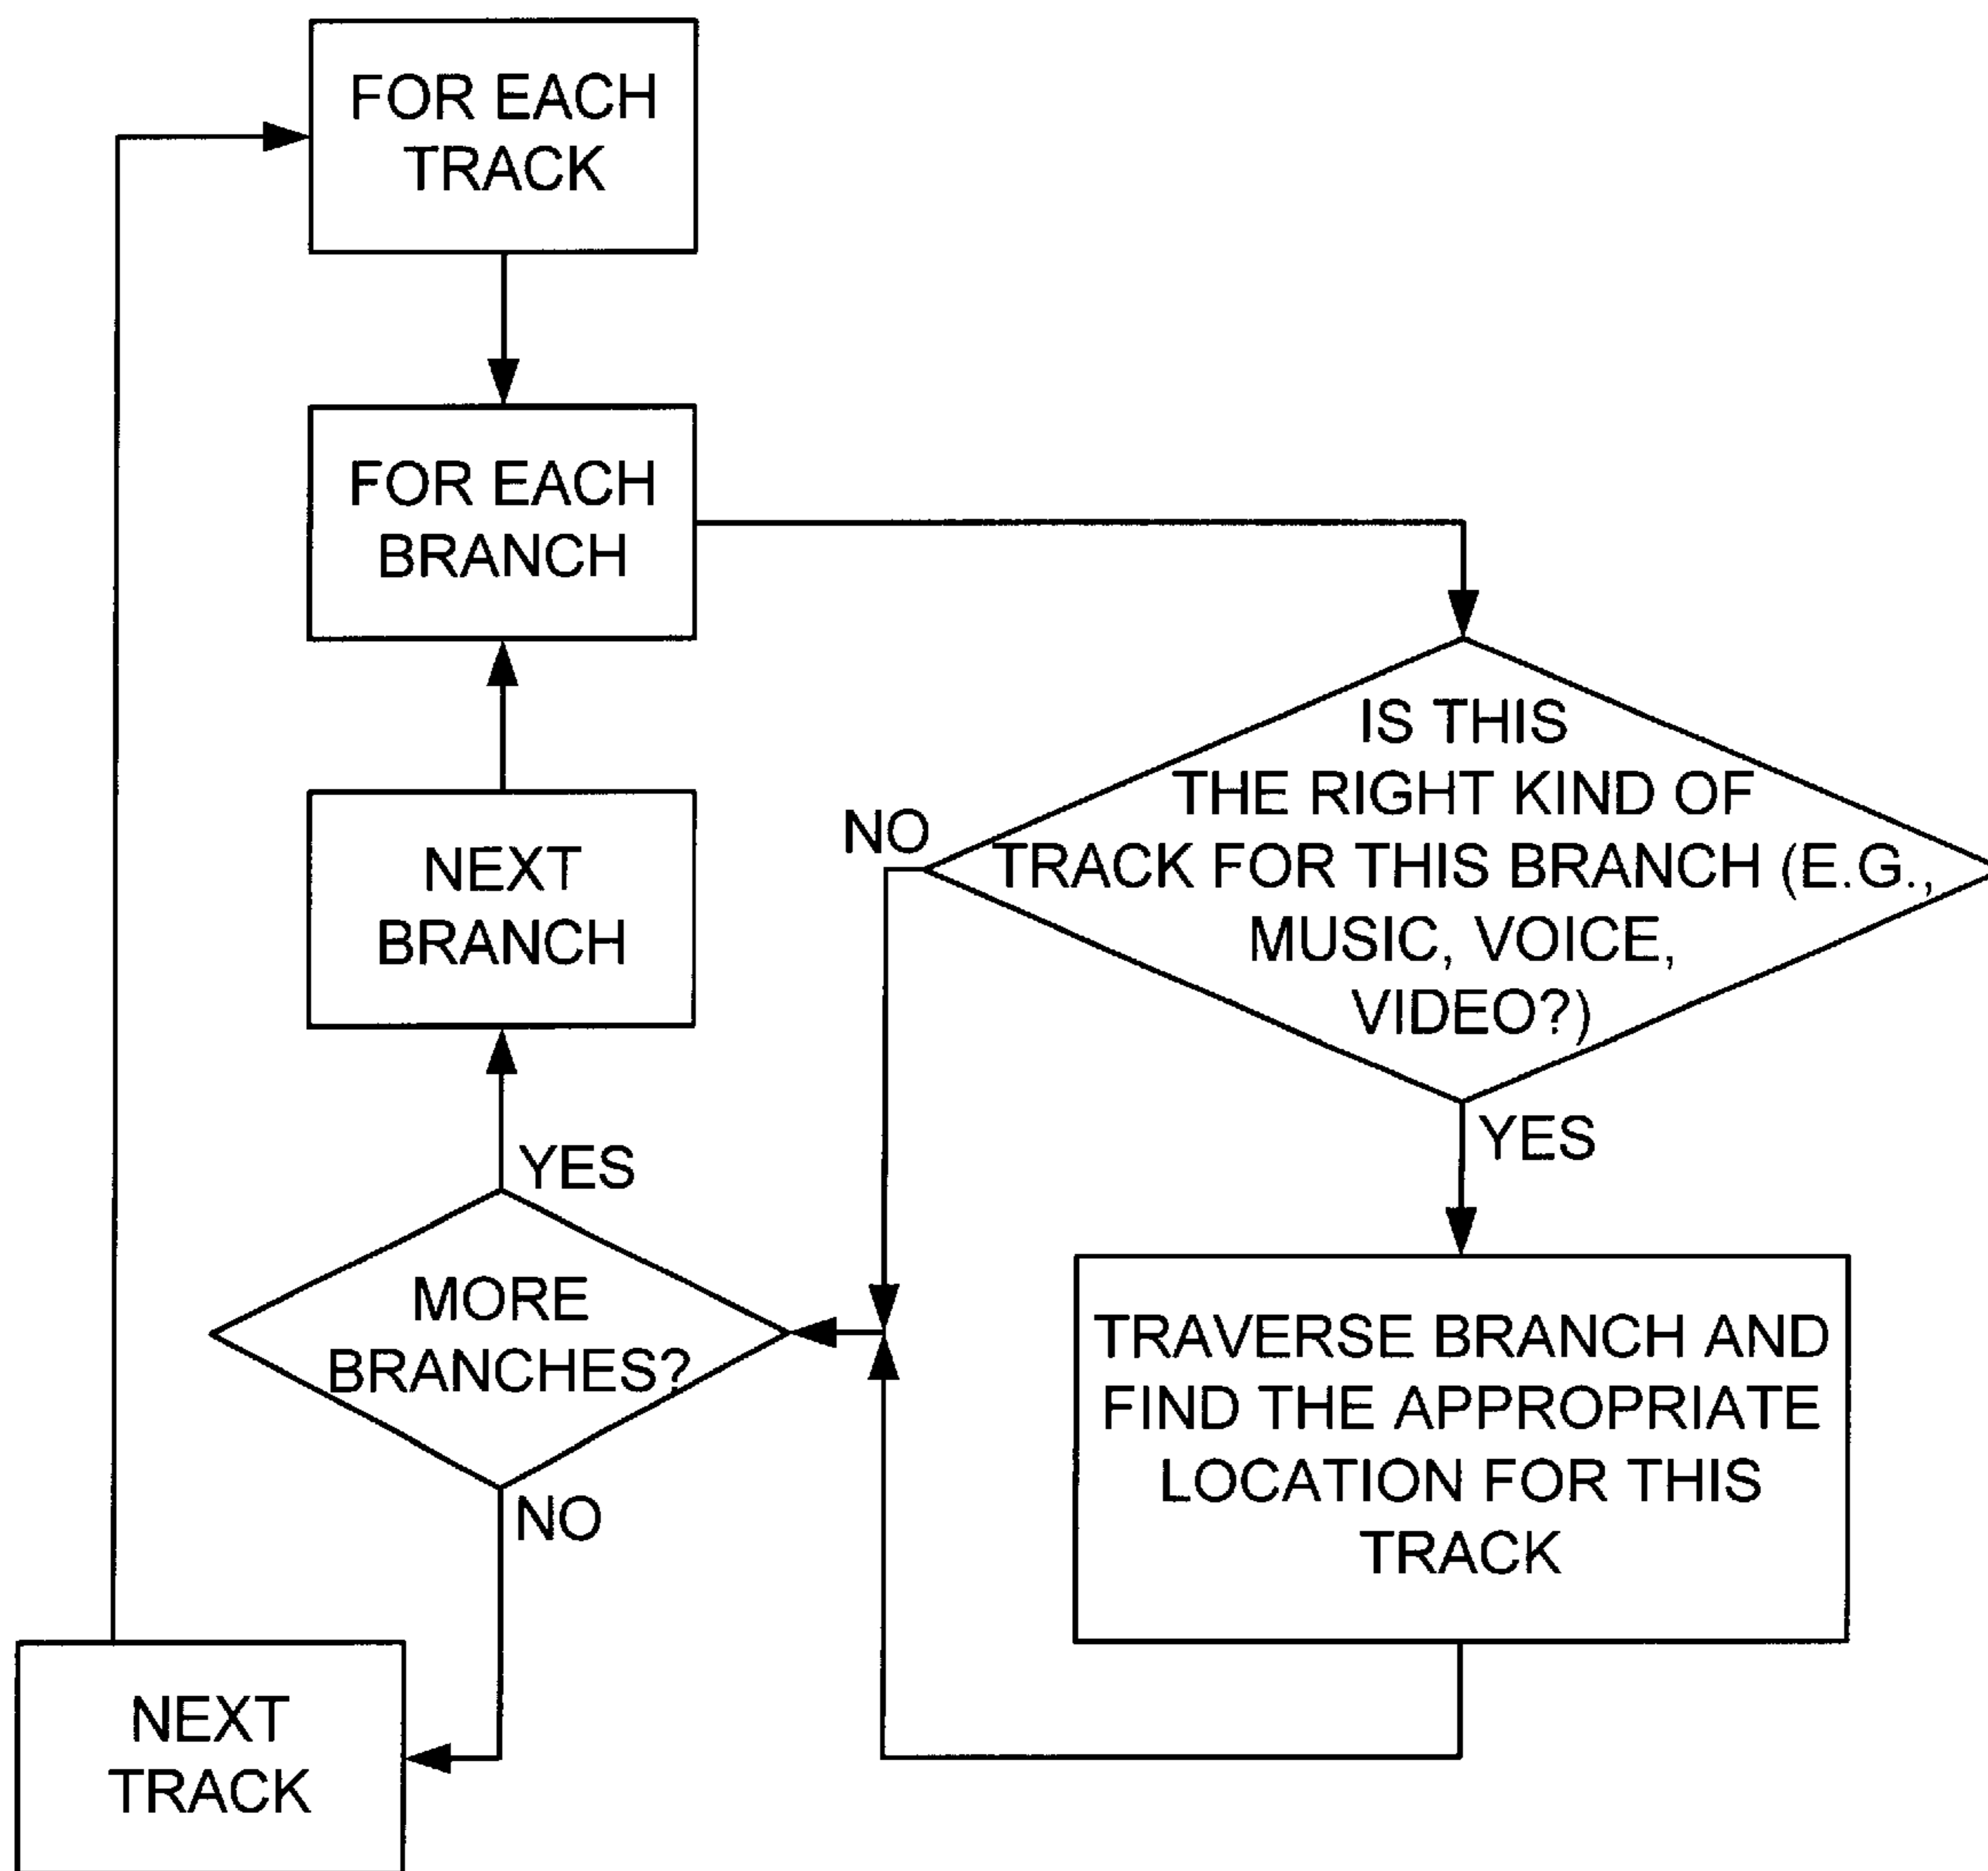 FOR EACH
TRACK
FOR EACH
BRANCH
IS THIS
THE RIGHT KIND OF
TRACK FOR THIS BRANCH (E.G.,
MUSIC, VOICE,
VIDEO?)
NO
YES
TRAVERSE BRANCH AND
FIND THE APPROPRIATE
LOCATION FOR THIS
TRACK
NEXT
BRANCH
YES
MORE
BRANCHES?
NO
NEXT
TRACK